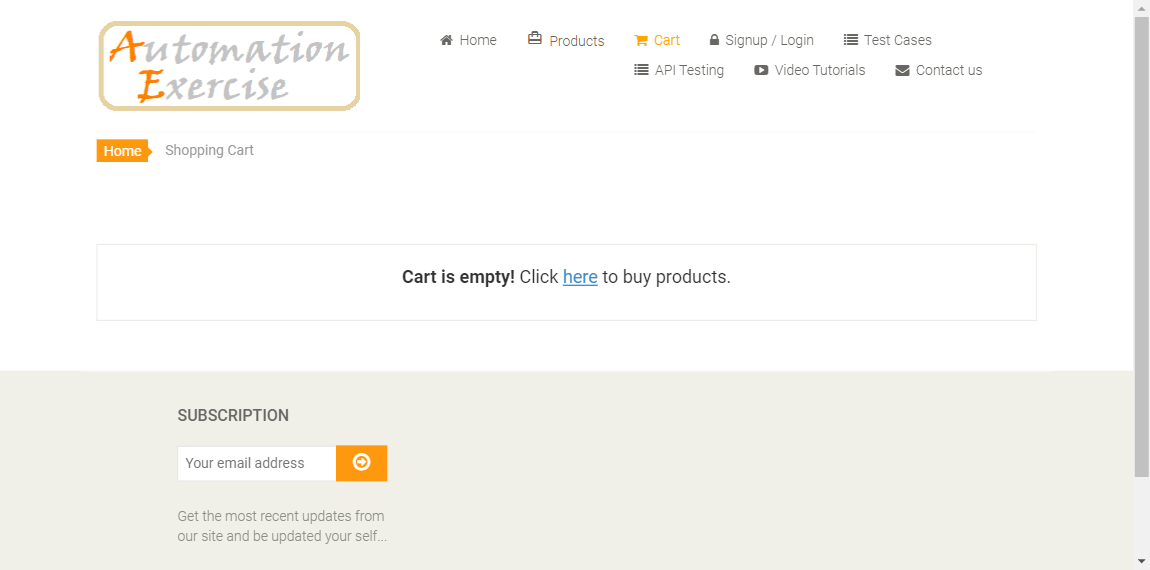 Automation
Exercise
Home Products Cart Signup / Login Test Cases
API Testing Video Tutorials Contact us
Home Shopping Cart
Cart is empty! Click here to buy products.
SUBSCRIPTION
Your email address
Get the most recent updates from
our site and be updated your self...